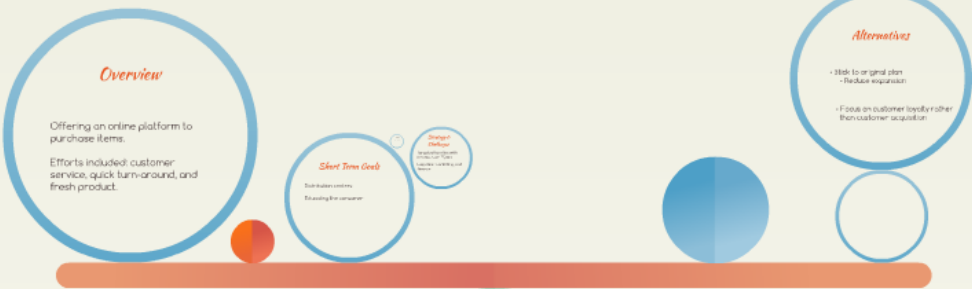 Overview
Offering an online platform to
purchase items.
Efforts included: customer
service, quick turn-around, and
fresh product.
Short Term Goals
Distribution centers
Educating the consumer
Strategic
Challenges
Alternatives
- Stick to original plan
- Reduce expansion
- Focus on customer loyalty rather
than customer acquisition